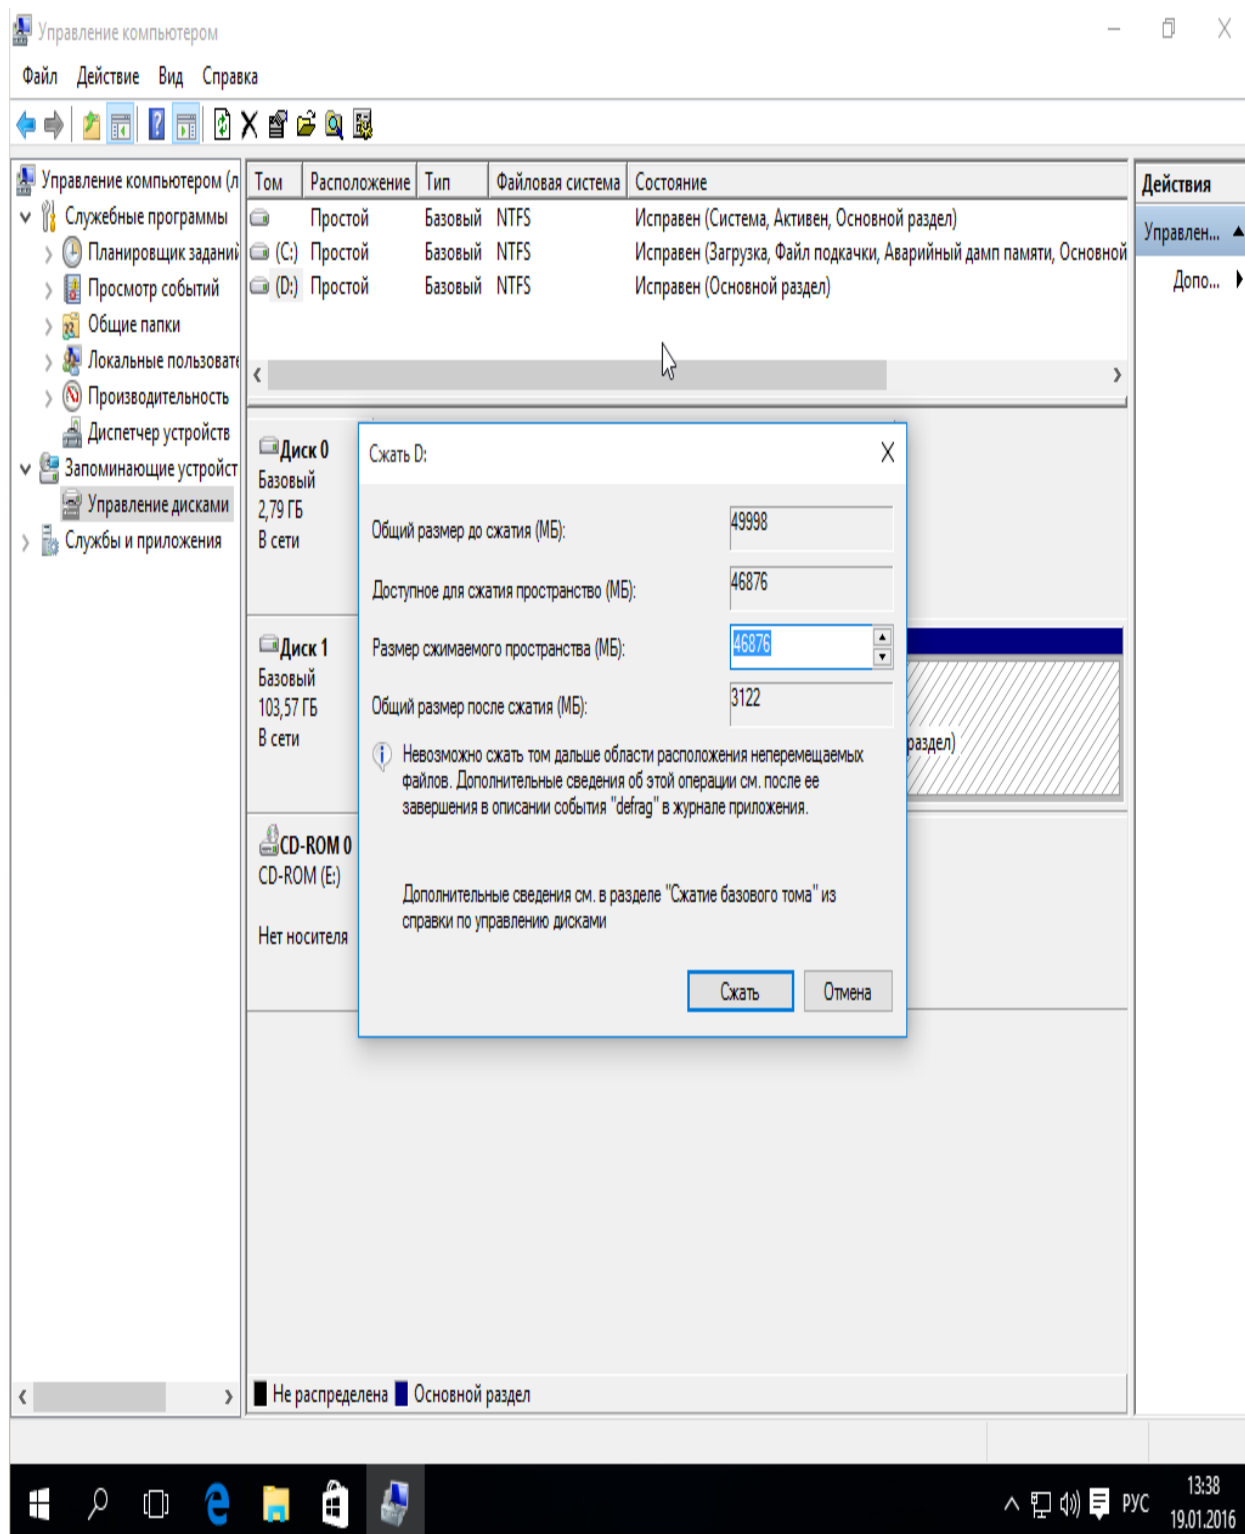 Управление компьютером
Файл Действие Вид Справка
Управление компьютером (л
Служебные программы
Планировщик заданий
Просмотр событий
Общие папки
Локальные пользовате
Производительность
Диспетчер устройств
Запоминающие устройст
Управление дисками
Службы и приложения
Том Расположение Тип Файловая система Состояние
Простой Базовый NTFS Исправен (Система, Активен, Основной раздел)
(C:) Простой Базовый NTFS Исправен (Загрузка, Файл подкачки, Аварийный дамп памяти, Основной
(D:) Простой Базовый NTFS Исправен (Основной раздел)
Действия
Управлен...
Допо...
Диск 0
Базовый
2,79 ГБ
В сети
Диск 1
Базовый
103,57 ГБ
В сети
раздел)
CD-ROM 0
CD-ROM (E:)
Нет носителя
Сжать D:
Общий размер до сжатия (МБ): 49998
Доступное для сжатия пространство (МБ): 46876
Размер сжимаемого пространства (МБ): 46876
Общий размер после сжатия (МБ): 3122
Невозможно сжать том дальше области расположения неперемещаемых
файлов. Дополнительные сведения об этой операции см. после ее
завершения в описании события "defrag" в журнале приложения.
Дополнительные сведения см. в разделе "Сжатие базового тома" из
справки по управлению дисками
Сжать Отмена
Не распределена Основной раздел
РУС
13:38
19.01.2016